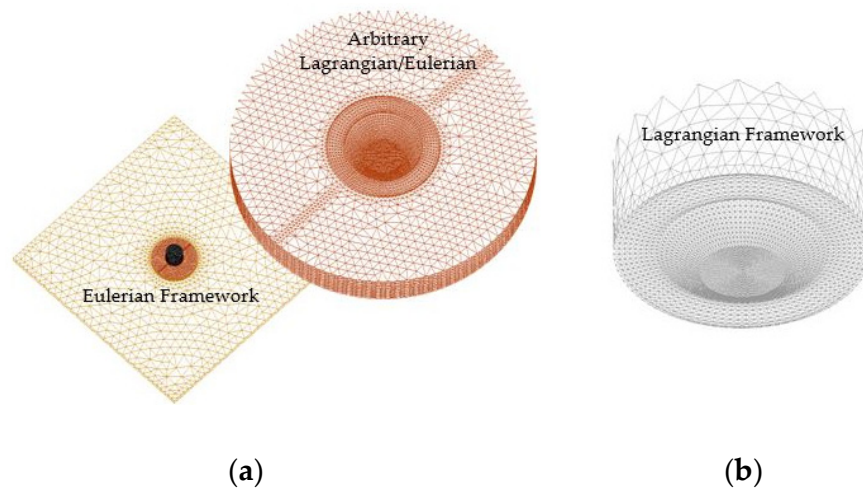 Arbitrary
Lagrangian/Eulerian
Lagrangian Framework
Eulerian Framework
(a)
(b)